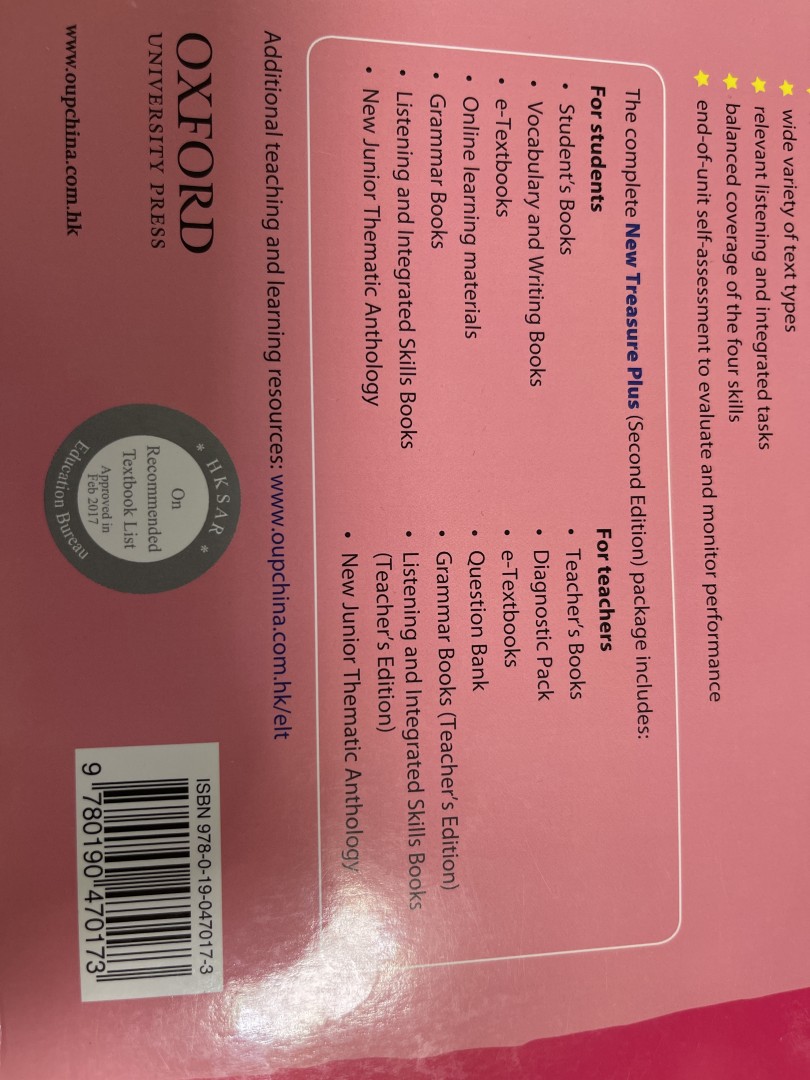 wide variety of text types
relevant listening and integrated tasks
balanced coverage of the four skills
end-of-unit self-assessment to evaluate and monitor performance
The complete New Treasure Plus (Second Edition) package includes:
For students
• Student's Books
• Vocabulary and Writing Books
• e-Textbooks
• Online learning materials
• Grammar Books
• Listening and Integrated Skills Books
• New Junior Thematic Anthology
For teachers
• Teacher's Books
• Diagnostic Pack
• e-Textbooks
• Question Bank
• Grammar Books (Teacher's Edition)
• Listening and Integrated Skills Books
(Teacher's Edition)
• New Junior Thematic Anthology
Additional teaching and learning resources: www.oupchina.com.hk/elt
OXFORD
UNIVERSITY PRESS
www.oupchina.com.hk
* HKSAR *
On
Recommended
Textbook List
Approved in
Feb 2017
Education Bureau
ISBN 978-0-19-047017-3
9 780190 470173